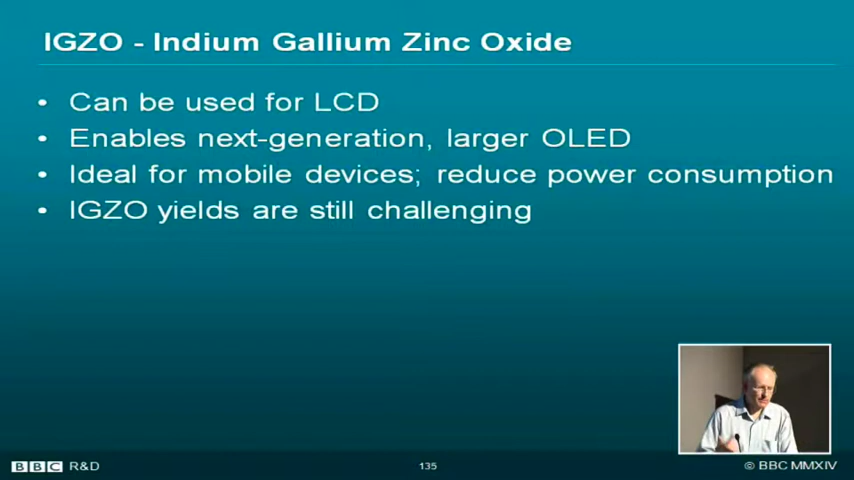 IGZO - Indium Gallium Zinc Oxide
• Can be used for LCD
• Enables next-generation, larger OLED
• Ideal for mobile devices; reduce power consumption
• IGZO yields are still challenging
BBC R&D
135
© BBC MMXIV